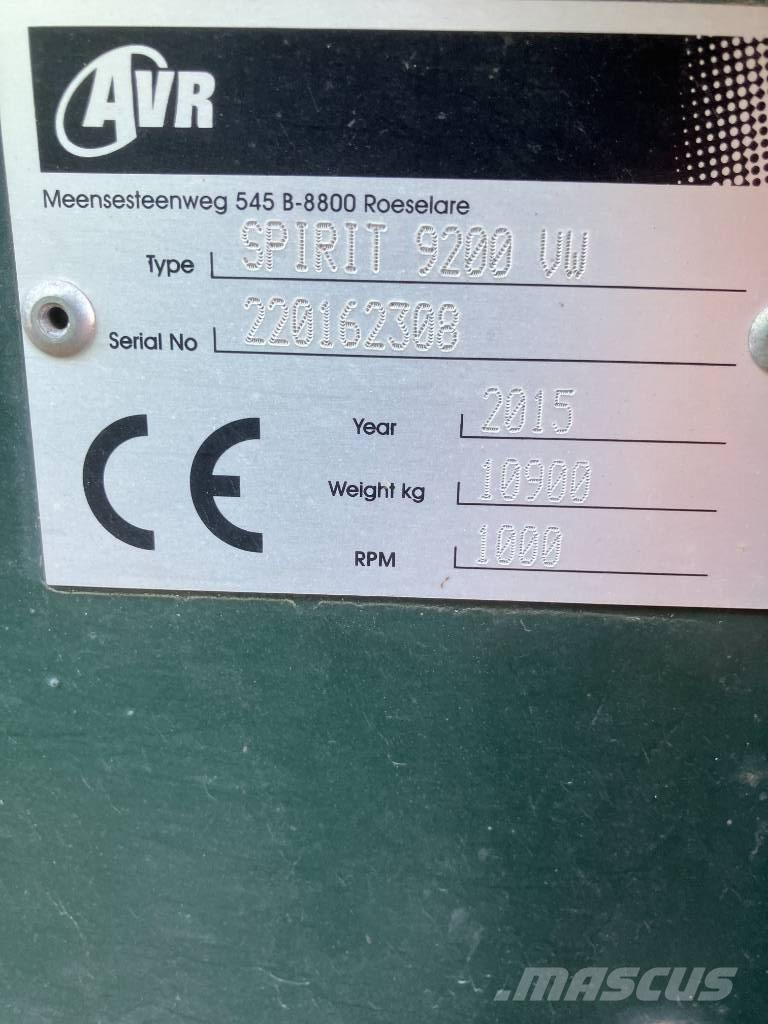 AVR
Meensesteenweg 545 B-8800 Roeselare
Type SPIRIT 9200 VW
Serial No 220162308
CE
Year 2015
Weight kg 10900
RPM 1000
MASCUS